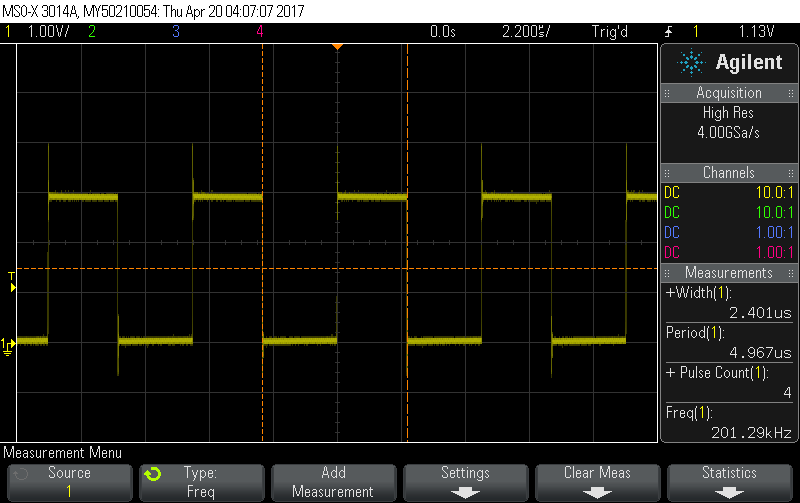 MSO-X 3014A, MY50210054: Thu Apr 20 04:07:07 2017
1 1.00V/ 2 3 4 0.0s 2.200us/ Trig'd 1 1.13V
Agilent
Acquisition
High Res
4.00GSa/s
Channels
DC 10.0:1
DC 10.0:1
DC 1.00:1
DC 1.00:1
Measurements
+Width(1):
2.401us
Period(1):
4.967us
+ Pulse Count(1):
4
Freq(1):
201.29kHz
T
1
Measurement Menu
Source
1
Type:
Freq
Add
Measurement
Settings
Clear Meas
Statistics